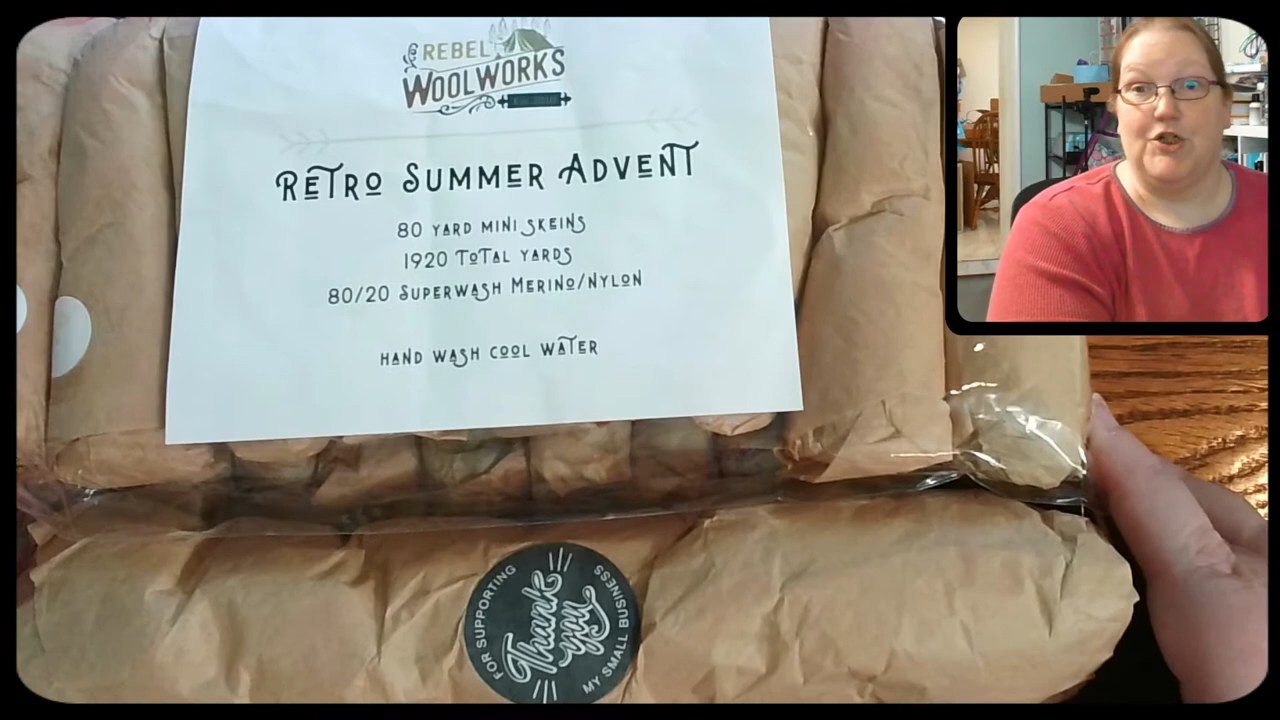 REBEL
WOOLWORKS
RETRO SUMMER ADVENT
80 YARD MINI SKEINS
1920 TOTAL YARDS
80/20 SUPERWASH MERINO/NYLON
HAND WASH COOL WATER
FOR SUPPORTING
Thank
you
MY SMALL BUSINESS